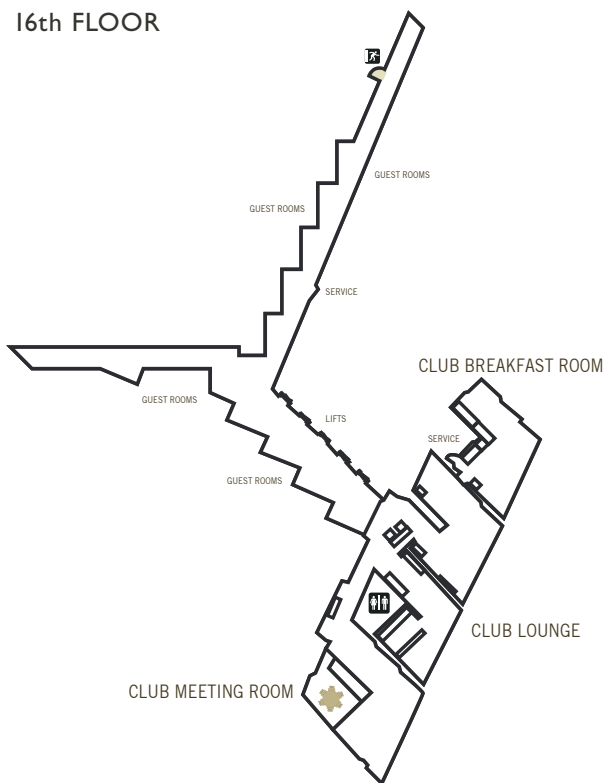 16th FLOOR
GUEST ROOMS
GUEST ROOMS
SERVICE
CLUB BREAKFAST ROOM
GUEST ROOMS
LIFTS
SERVICE
GUEST ROOMS
CLUB LOUNGE
CLUB MEETING ROOM